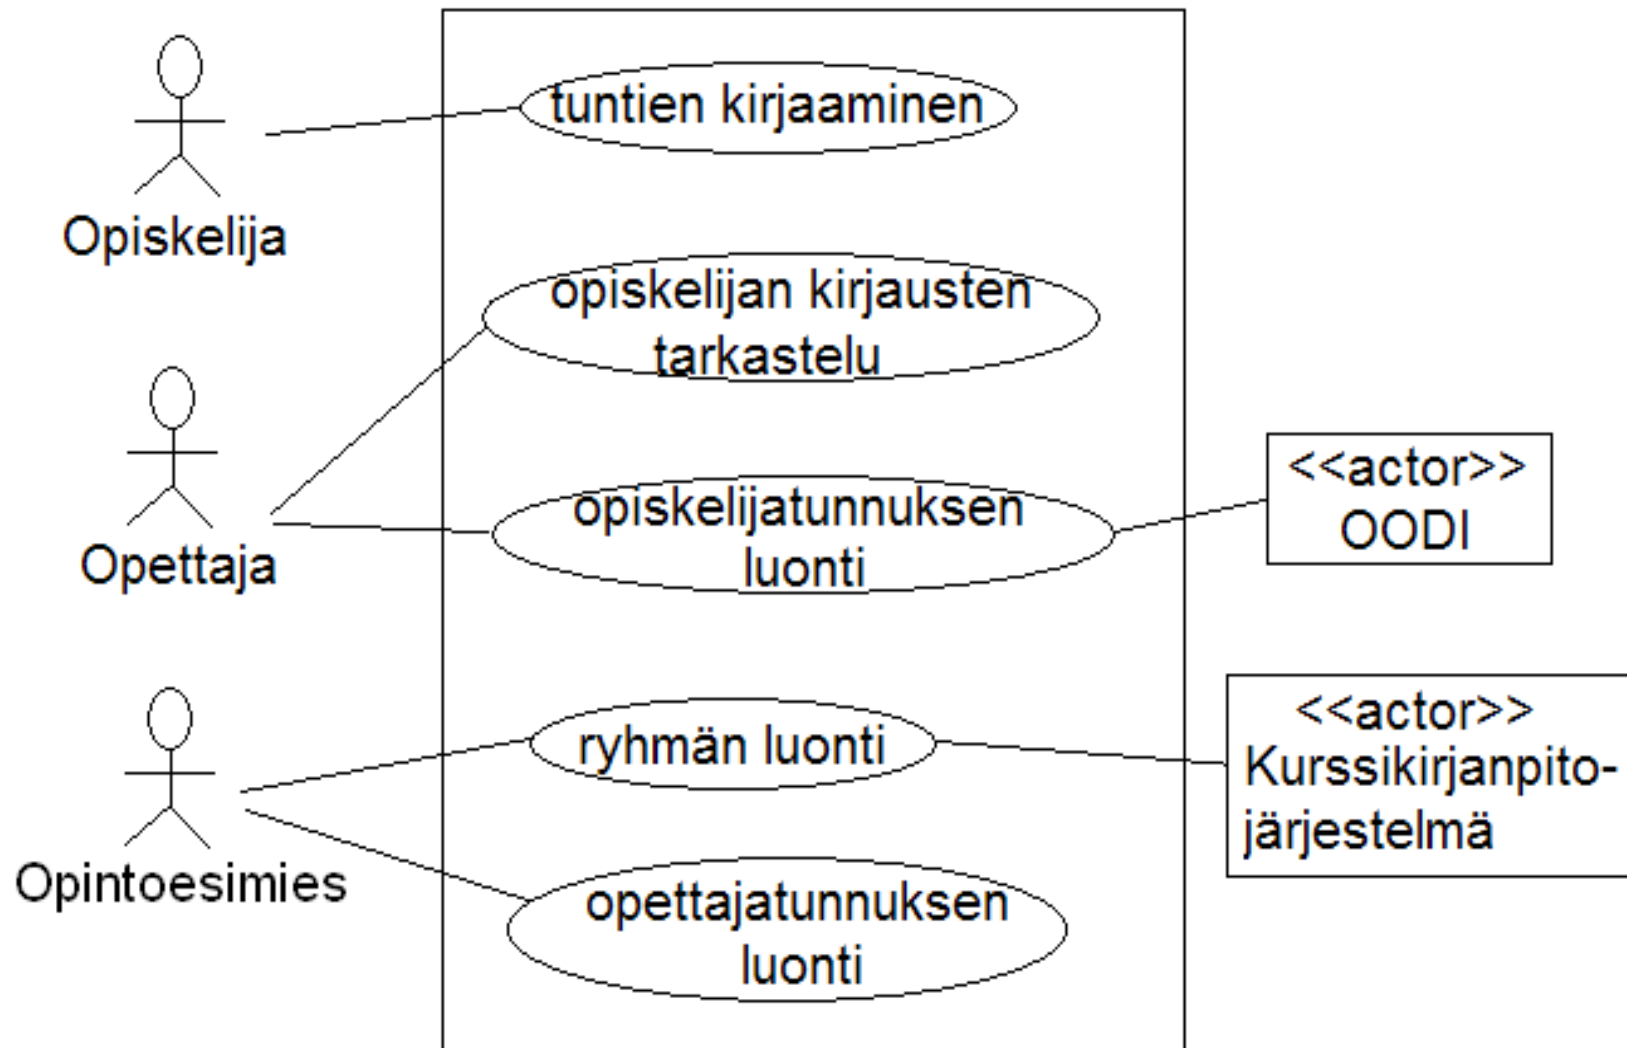 tuntien kirjaaminen
Opiskelija
opiskelijan kirjausten
tarkastelu
Opettaja
opiskelijatunnuksen
luonti
<<actor>>
OODI
ryhmän luonti
<<actor>>
Kurssikirjanpito-
järjestelmä
Opintoesimies
opettajatunnuksen
luonti